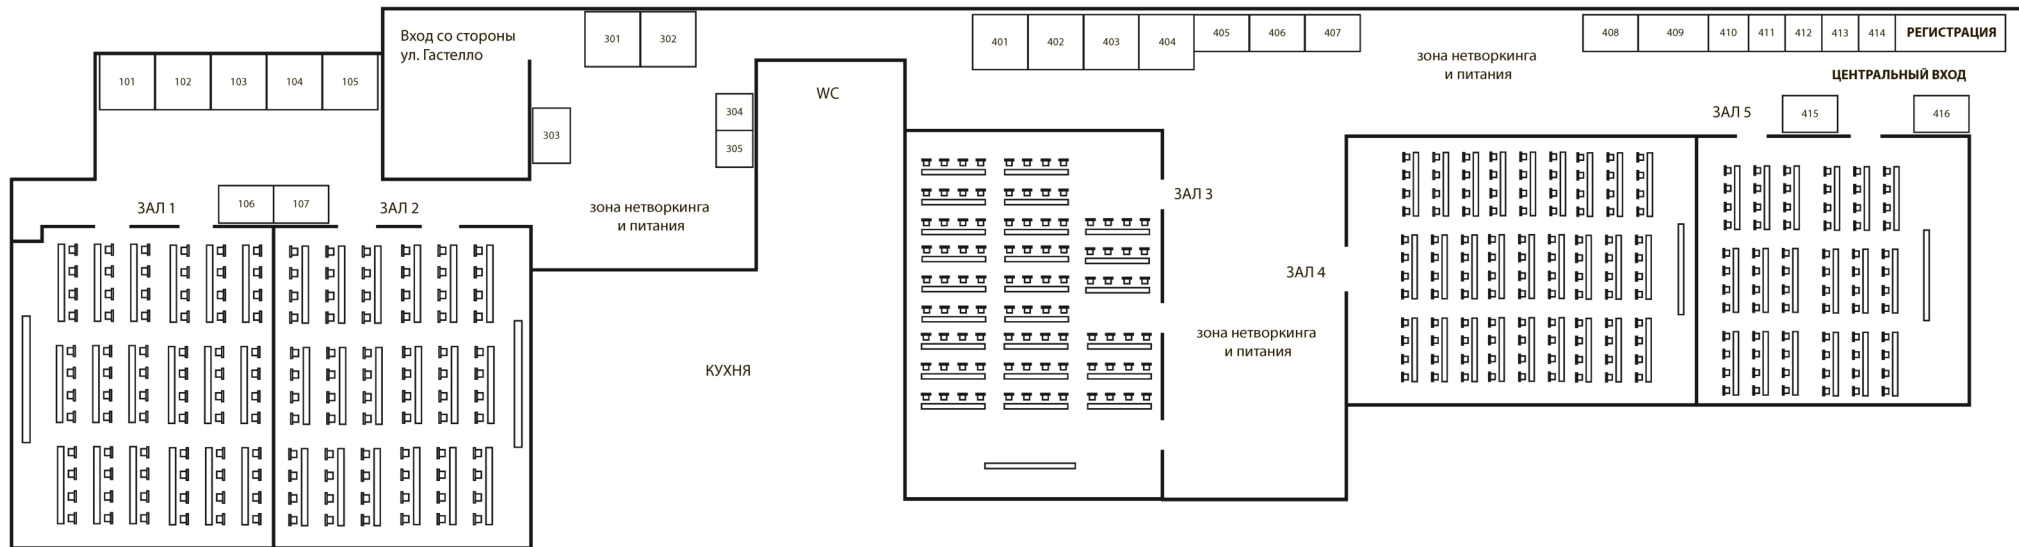 Вход со стороны
ул. Гастелло
301
302
401
402
403
404
405
406
407
408
409
410
411
412
413
414
РЕГИСТРАЦИЯ
зона нетворкинга
и питания
ЦЕНТРАЛЬНЫЙ ВХОД
101
102
103
104
105
303
304
305
WC
ЗАЛ 5
415
416
106
107
ЗАЛ 1
ЗАЛ 2
зона нетворкинга
и питания
ЗАЛ 3
ЗАЛ 4
зона нетворкинга
и питания
КУХНЯ